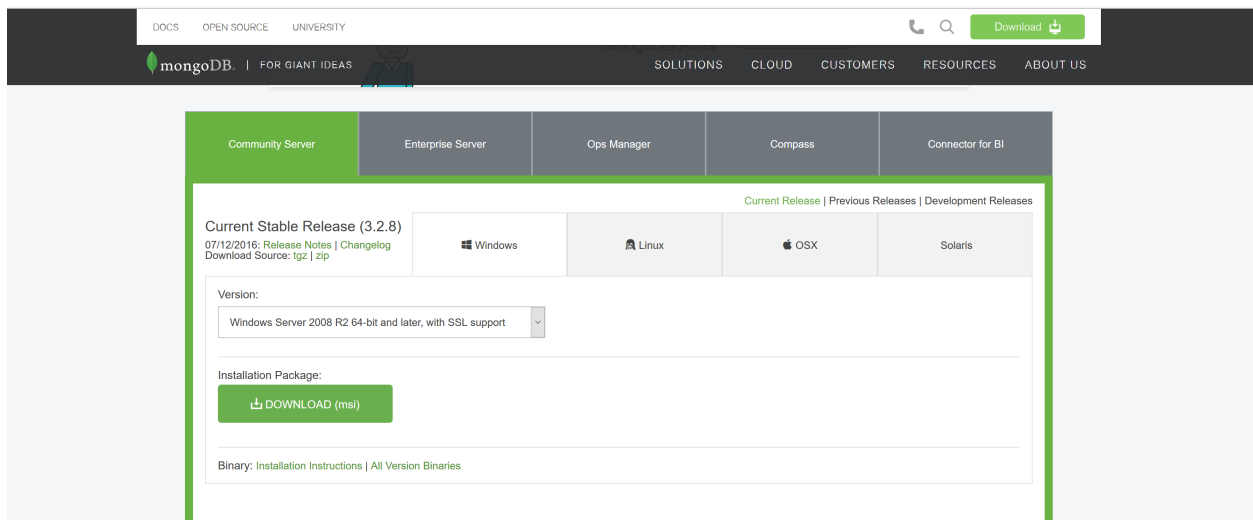 DOCS OPEN SOURCE UNIVERSITY Download
mongoDB. | FOR GIANT IDEAS SOLUTIONS CLOUD CUSTOMERS RESOURCES ABOUT US
Community Server Enterprise Server Ops Manager Compass Connector for BI
Current Release | Previous Releases | Development Releases
Current Stable Release (3.2.8)
07/12/2016: Release Notes | Changelog
Download Source: tgz | zip
Windows Linux OSX Solaris
Version:
Windows Server 2008 R2 64-bit and later, with SSL support
Installation Package:
DOWNLOAD (msi)
Binary: Installation Instructions | All Version Binaries